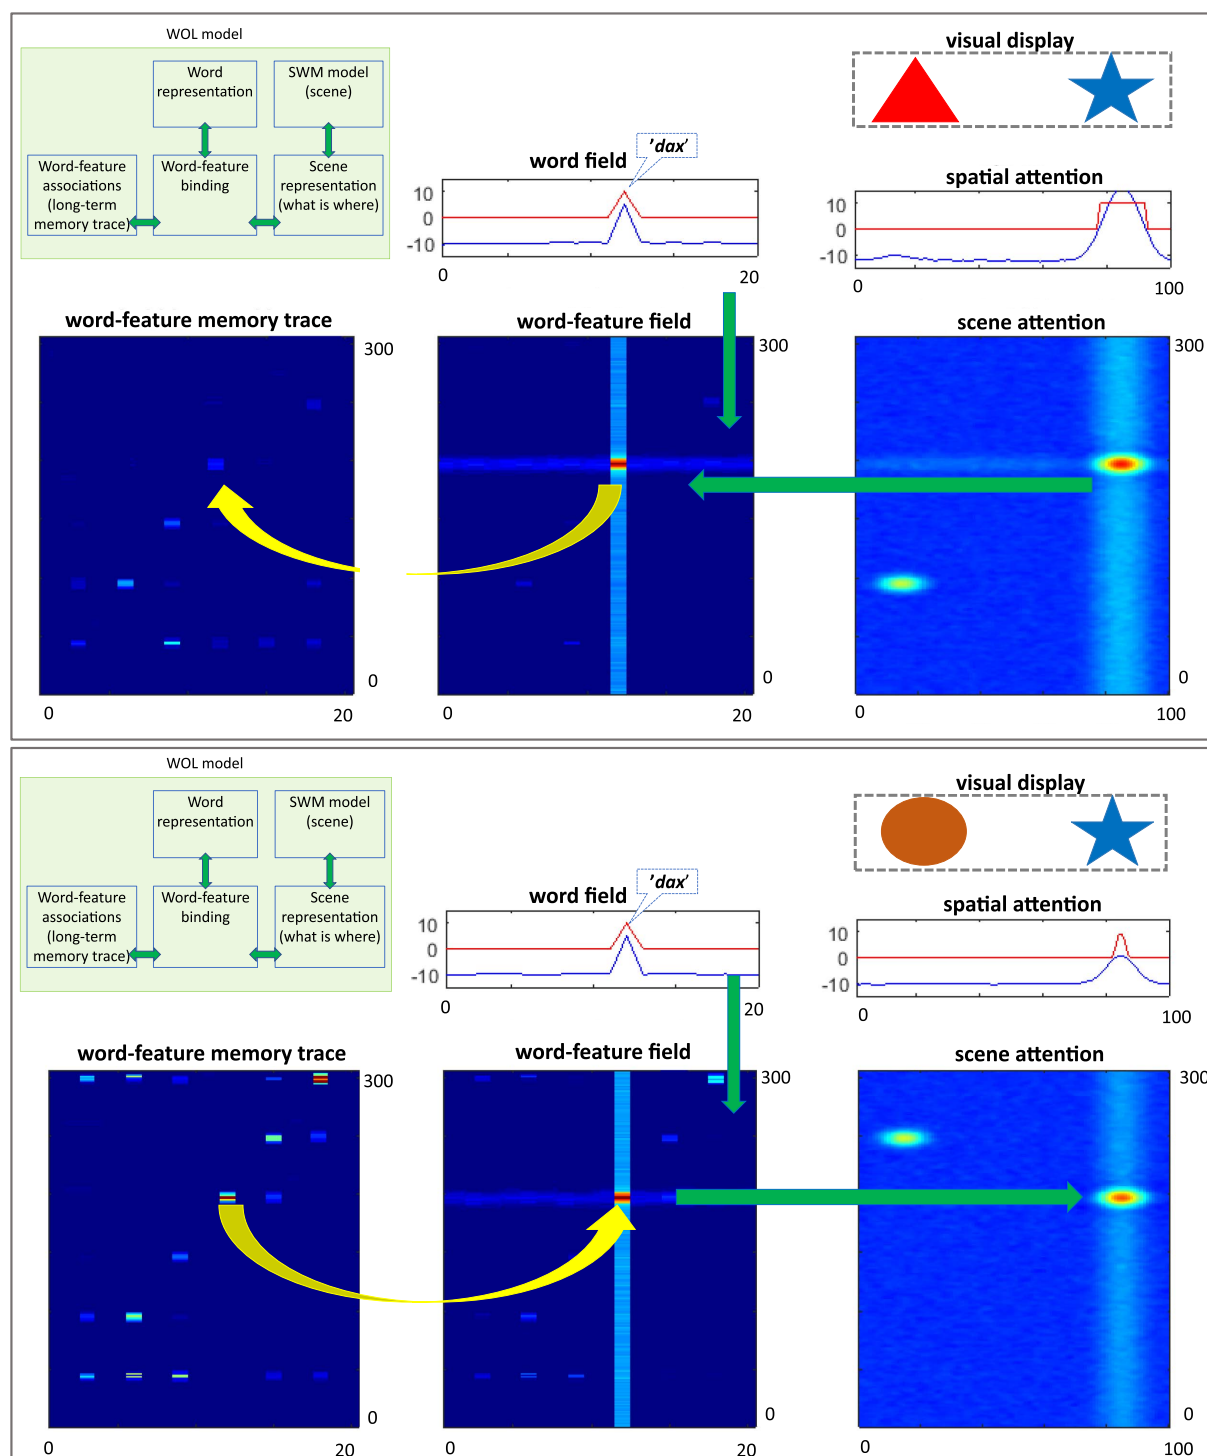 WOL model
Word
representation
SWM model
(scene)
Word-feature
associations
(long-term
memory trace)
Word-feature
binding
Scene
representation
(what is where)
visual display
word field
'dax'
10
0
-10
0
20
spatial attention
10
0
-10
0
100
word-feature memory trace
300
0
0
20
word-feature field
300
0
20
scene attention
0
0
100
WOL model
Word
representation
SWM model
(scene)
Word-feature
associations
(long-term
memory trace)
Word-feature
binding
Scene
representation
(what is where)
visual display
word field
'dax'
10
0
-10
0
20
spatial attention
10
0
-10
0
100
word-feature memory trace
300
0
0
20
word-feature field
300
0
20
scene attention
300
0
0
100